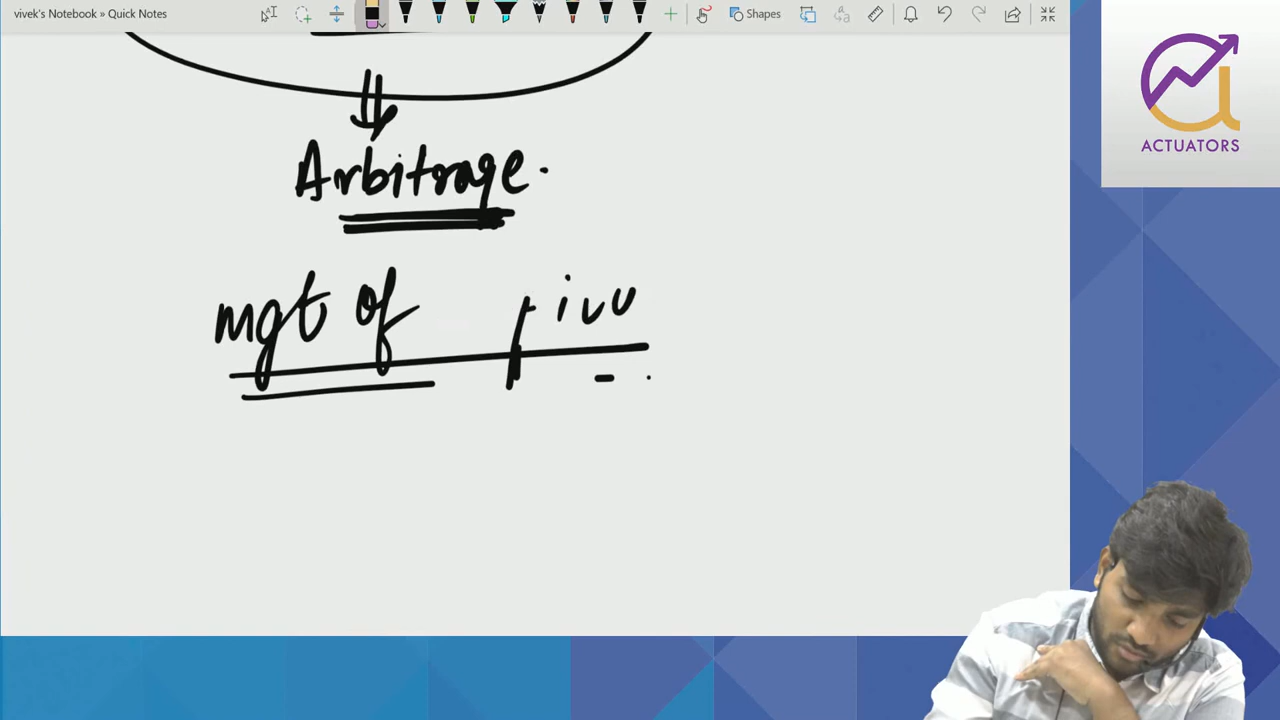 vivek's Notebook » Quick Notes
Shapes
ACTUATORS
Arbitrage.
mgt of